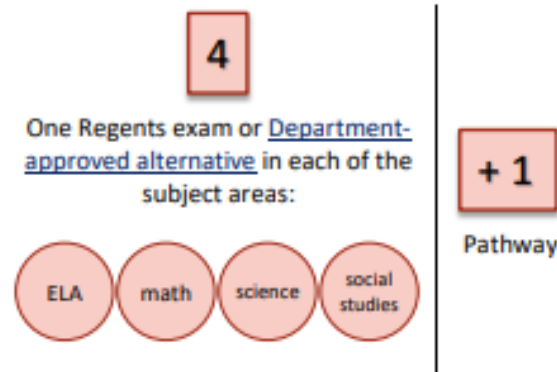 4
One Regents exam or Department-
approved alternative in each of the
subject areas:
ELA
math
science
social
studies
+ 1
Pathway